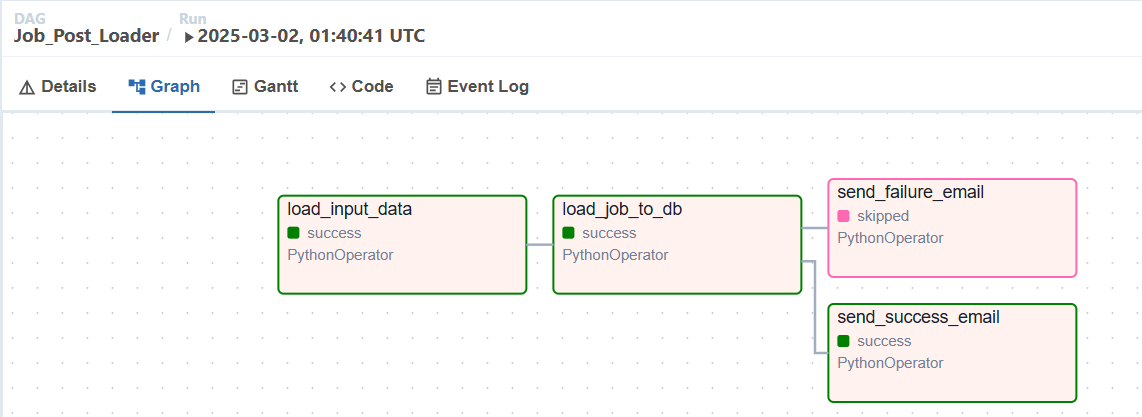 DAG Run
Job_Post_Loader / 2025-03-02, 01:40:41 UTC
Details Graph Gantt Code Event Log
load_input_data
success
PythonOperator
load_job_to_db
success
PythonOperator
send_failure_email
skipped
PythonOperator
send_success_email
success
PythonOperator